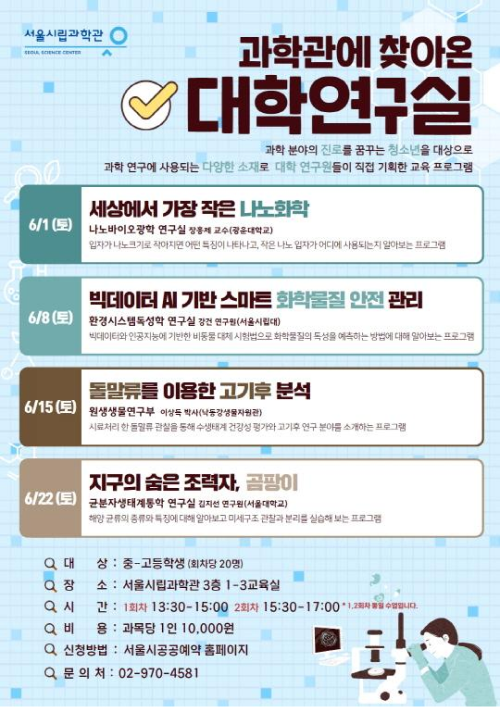 서울시립과학관
SEOUL SCIENCE CENTER
과학관에 찾아온
대학연구실
과학 분야의 진로를 꿈꾸는 청소년을 대상으로
과학 연구에 사용되는 다양한 소재로 대학 연구원들이 직접 기획한 교육 프로그램
6/1(토)
세상에서 가장 작은 나노화학
나노바이오광학 연구실 장홍제 교수(광운대학교)
입자가 나노크기로 작아지면 어떤 특징이 나타나고, 작은 나노 입자가 어디에 사용되는지 알아보는 프로그램
6/8(토)
빅데이터 AI 기반 스마트 화학물질 안전 관리
환경시스템독성학 연구실 강건 연구원(서울시립대)
빅데이터와 인공지능에 기반한 비동물 대체 시험법으로 화학물질의 독성을 예측하는 방법에 대해 알아보는 프로그램
6/15(토)
돌말류를 이용한 고기후 분석
원생생물연구부 이상득 박사(낙동강생물자원관)
시료처리 한 돌말류 관찰을 통해 수생태계 건강성 평가와 고기후 연구 분야를 소개하는 프로그램
6/22(토)
지구의 숨은 조력자, 곰팡이
균분자생태계통학 연구실 김지선 연구원(서울대학교)
해양 균류의 종류와 특징에 대해 알아보고 미세구조 관찰과 분리를 실습해 보는 프로그램
대 상 : 중-고등학생 (회차당 20명)
장 소 : 서울시립과학관 3층 1-3교육실
시 간 : 1회차 13:30-15:00 2회차 15:30-17:00 * 1,2회차 동일 수업입니다.
비 용 : 과목당 1인 10,000원
신청방법 : 서울시공공예약 홈페이지
문 의 처 : 02-970-4581